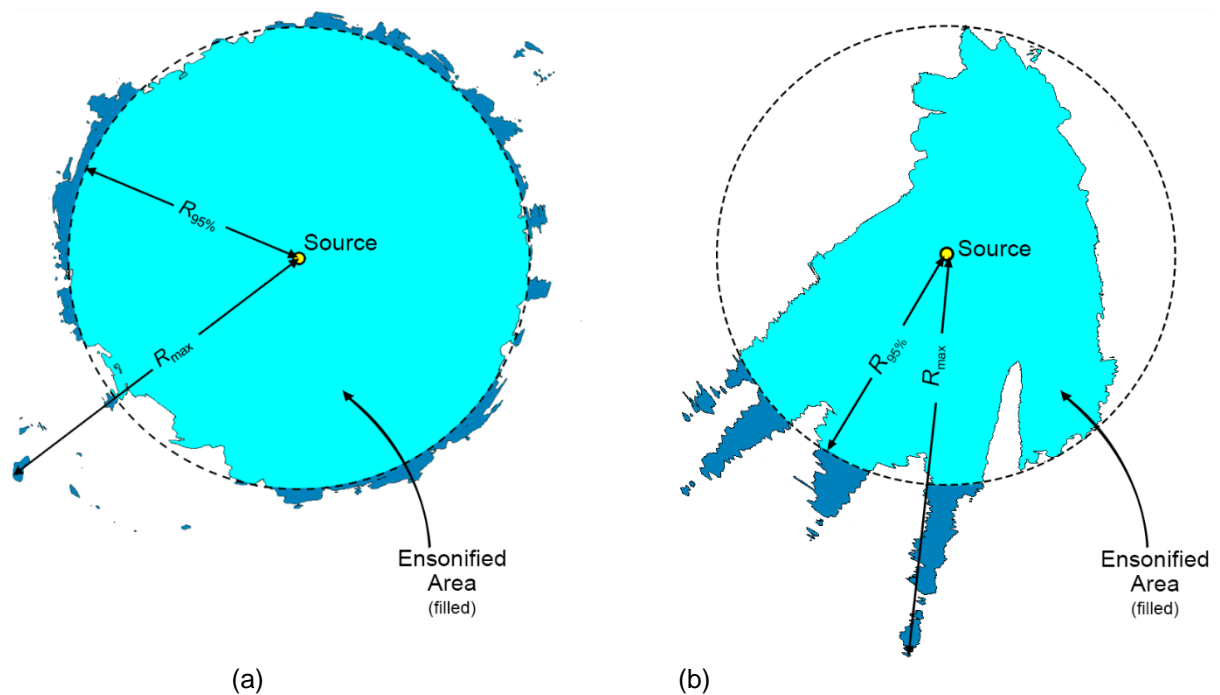 Source
R95%
Rmax
Ensonified
Area
(filled)
(a)
Source
R95%
Rmax
Ensonified
Area
(filled)
(b)